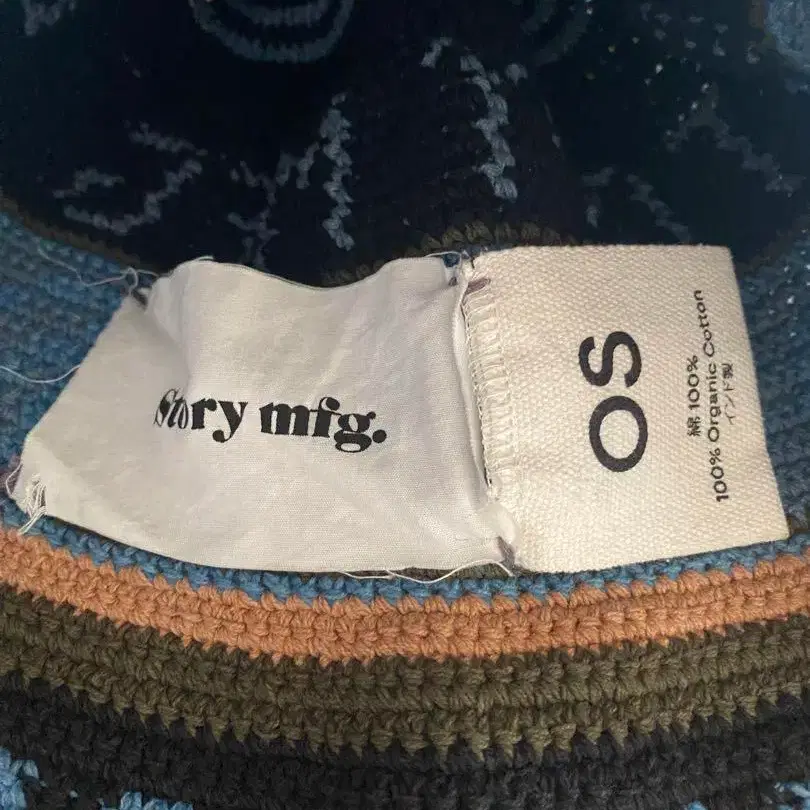 Story mfg.
OS
綿 100%
100% Organic Cotton
インド製